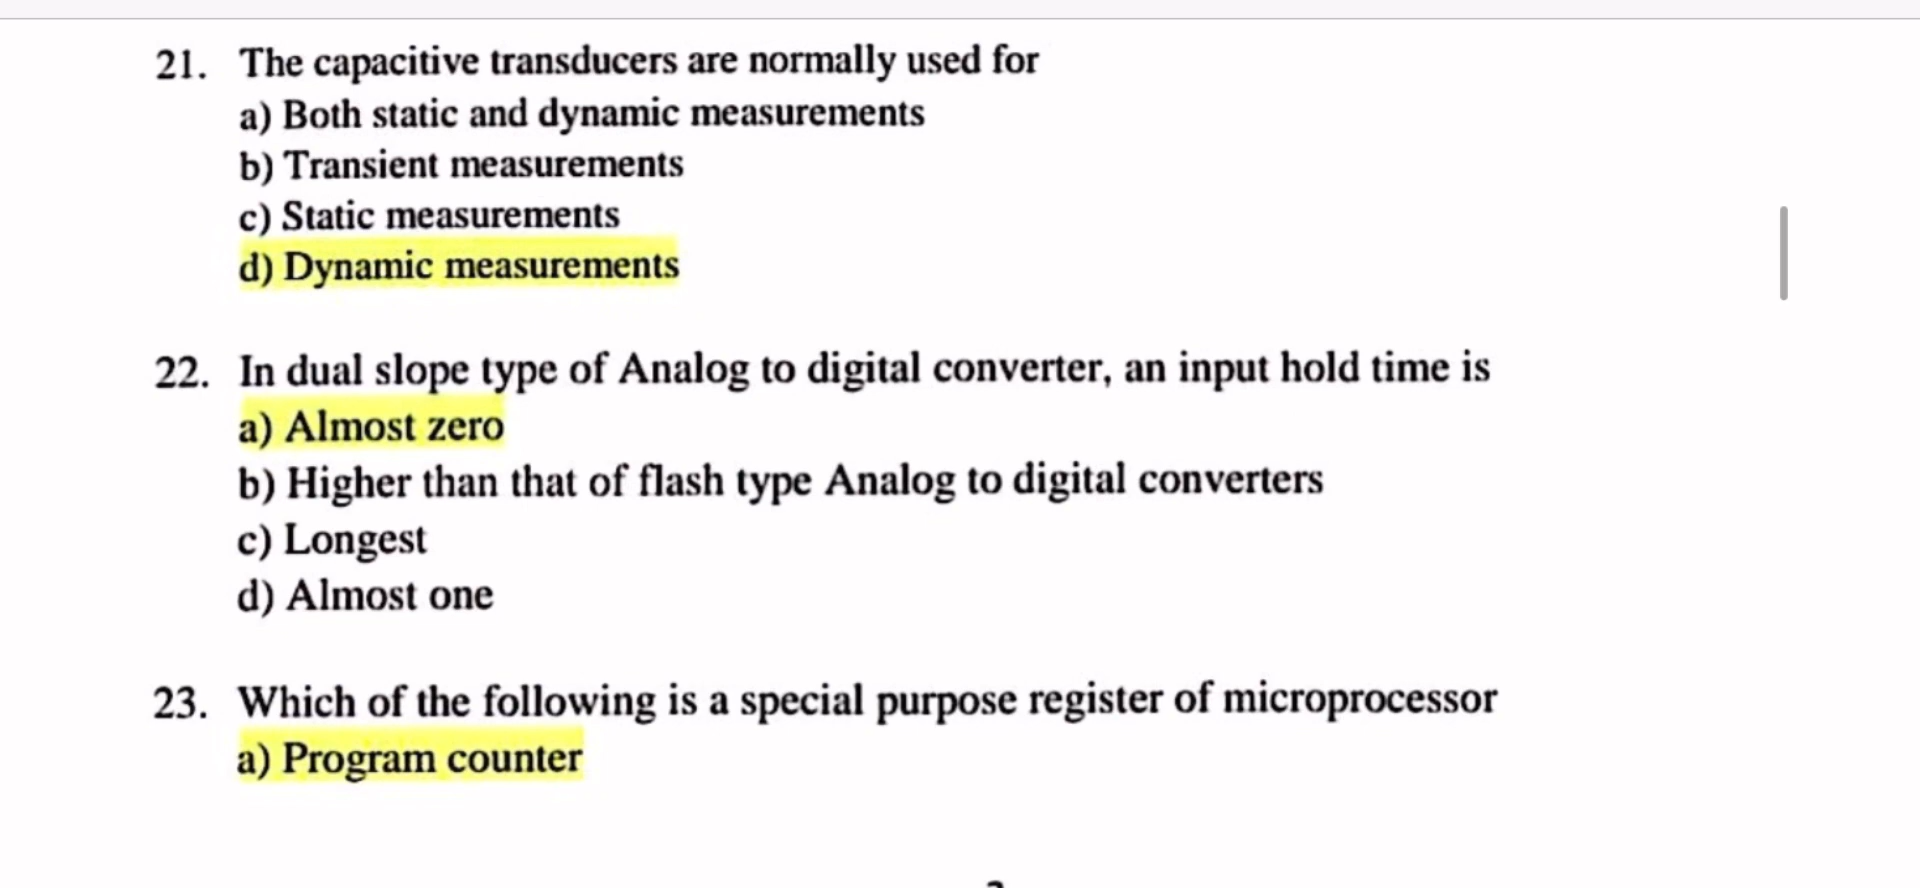 21. The capacitive transducers are normally used for
a) Both static and dynamic measurements
b) Transient measurements
c) Static measurements
d) Dynamic measurements
22. In dual slope type of Analog to digital converter, an input hold time is
a) Almost zero
b) Higher than that of flash type Analog to digital converters
c) Longest
d) Almost one
23. Which of the following is a special purpose register of microprocessor
a) Program counter